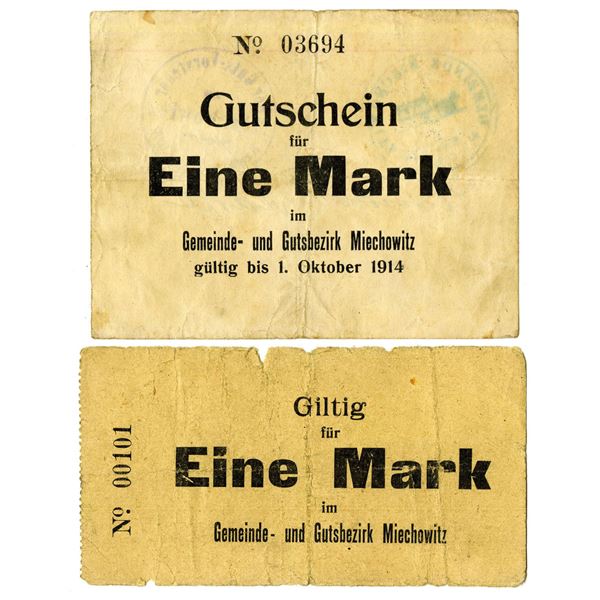 Nº 03694
Gutschein
für
Eine Mark
im
Gemeinde- und Gutsbezirk Miechowitz
gültig bis 1. Oktober 1914
Giltig
für
Eine Mark
im
Gemeinde- und Gutsbezirk Miechowitz
Nº 00101